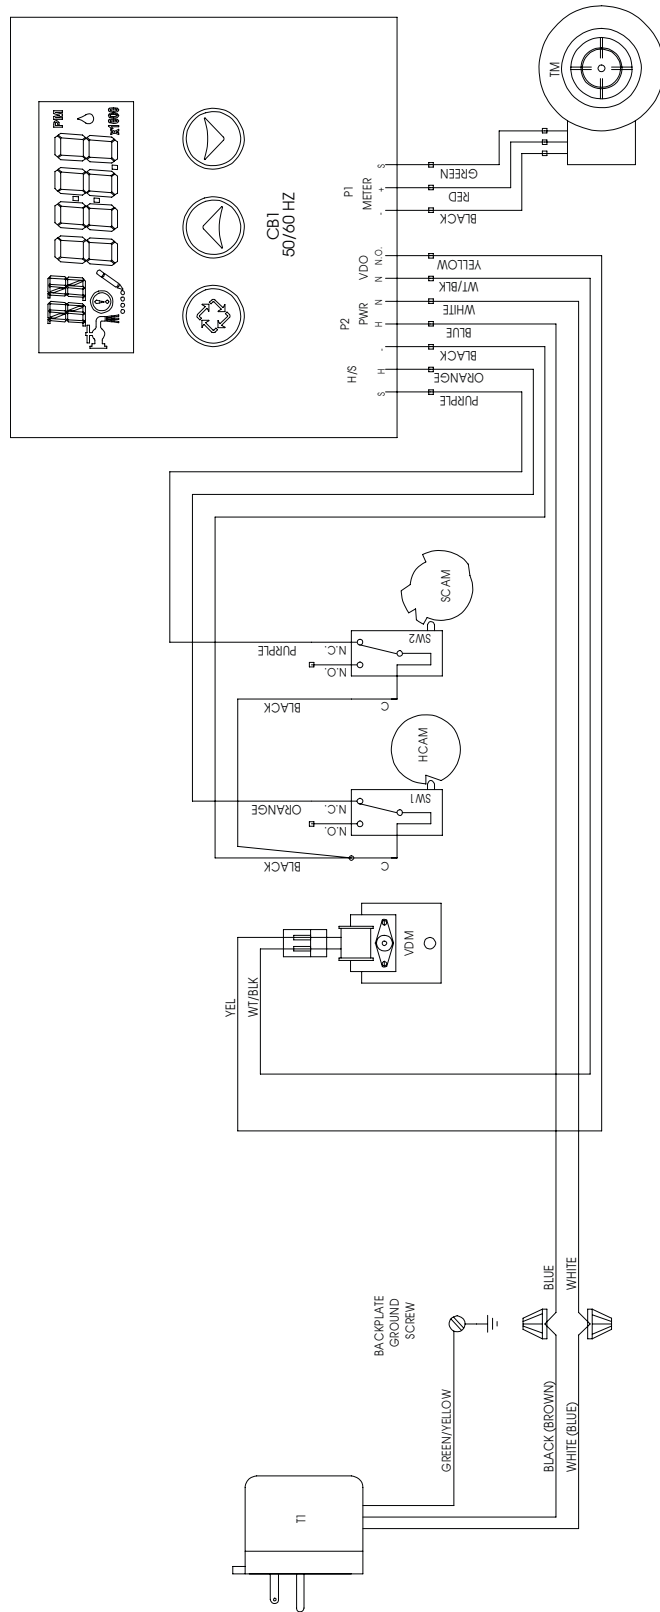 PM
x1000
CB1
50/60 HZ
TM
S
+
-
P1
METER
GREEN
RED
BLACK
N.O.
N
N
H
-
H
S
VDO
PWR
P2
H/S
YELLOW
WT/BLK
WHITE
BLUE
BLACK
ORANGE
PURPLE
SCAM
SW2
PURPLE
N.C.
N.O.
BLACK
C
HCAM
SW1
ORANGE
N.C.
N.O.
BLACK
C
VDM
YEL
WT/BLK
BLUE
WHITE
BACKPLATE
GROUND
SCREW
GREEN/YELLOW
BLACK (BROWN)
WHITE (BLUE)
T1